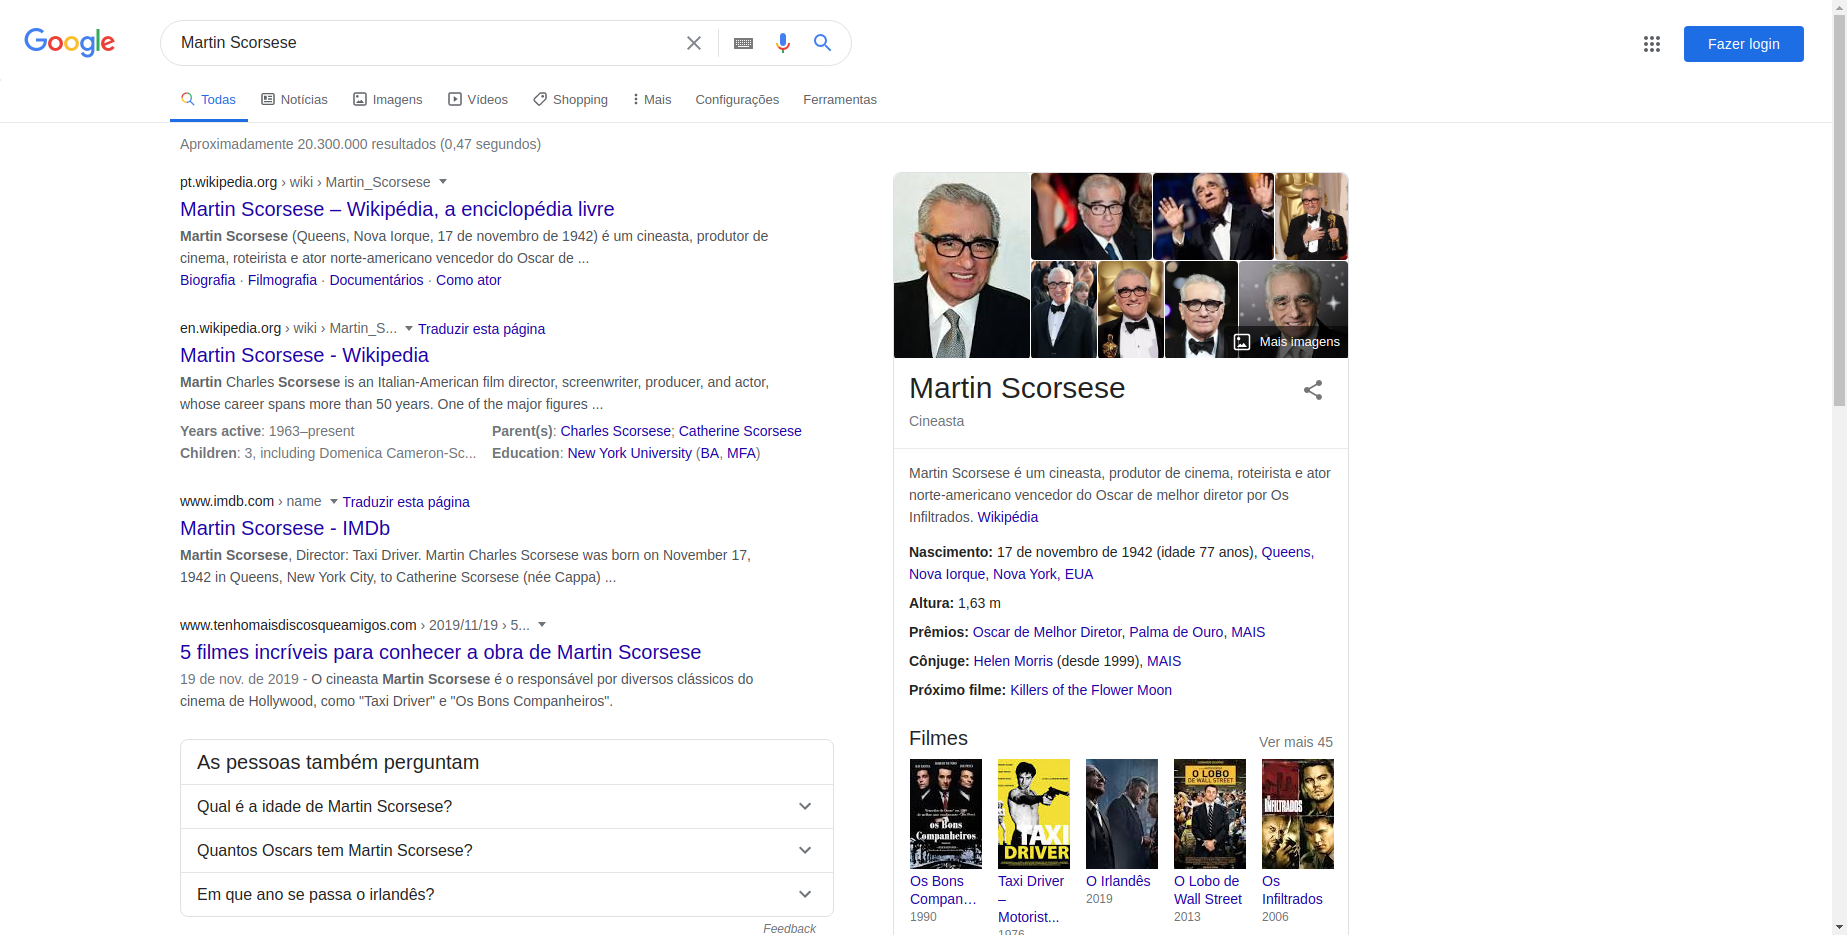 Google
Martin Scorsese
Fazer login
Todas
Notícias
Imagens
Vídeos
Shopping
Mais
Configurações
Ferramentas
Aproximadamente 20.300.000 resultados (0,47 segundos)
pt.wikipedia.org › wiki › Martin_Scorsese
Martin Scorsese – Wikipédia, a enciclopédia livre
Martin Scorsese (Queens, Nova Iorque, 17 de novembro de 1942) é um cineasta, produtor de
cinema, roteirista e ator norte-americano vencedor do Oscar de ...
Biografia · Filmografia · Documentários · Como ator
en.wikipedia.org › wiki › Martin_S... Traduzir esta página
Martin Scorsese - Wikipedia
Martin Charles Scorsese is an Italian-American film director, screenwriter, producer, and actor,
whose career spans more than 50 years. One of the major figures ...
Years active: 1963–present Parent(s): Charles Scorsese; Catherine Scorsese
Children: 3, including Domenica Cameron-Sc... Education: New York University (BA, MFA)
www.imdb.com › name Traduzir esta página
Martin Scorsese - IMDb
Martin Scorsese, Director: Taxi Driver. Martin Charles Scorsese was born on November 17,
1942 in Queens, New York City, to Catherine Scorsese (née Cappa) ...
www.tenhomaisdiscosqueamigos.com › 2019/11/19 › 5...
5 filmes incríveis para conhecer a obra de Martin Scorsese
19 de nov. de 2019 - O cineasta Martin Scorsese é o responsável por diversos clássicos do
cinema de Hollywood, como "Taxi Driver" e "Os Bons Companheiros".
As pessoas também perguntam
Qual é a idade de Martin Scorsese?
Quantos Oscars tem Martin Scorsese?
Em que ano se passa o irlandês?
Feedback
Mais imagens
Martin Scorsese
Cineasta
Martin Scorsese é um cineasta, produtor de cinema, roteirista e ator
norte-americano vencedor do Oscar de melhor diretor por Os
Infiltrados. Wikipédia
Nascimento: 17 de novembro de 1942 (idade 77 anos), Queens,
Nova Iorque, Nova York, EUA
Altura: 1,63 m
Prêmios: Oscar de Melhor Diretor, Palma de Ouro, MAIS
Cônjuge: Helen Morris (desde 1999), MAIS
Próximo filme: Killers of the Flower Moon
Filmes
Ver mais 45
os Bons
Companheiros
TAXI
DRIVER
O LOBO
DE WALL STREET
OS
INFILTRADOS
Os Bons
Compan...
1990
Taxi Driver
–
Motorist...
1976
O Irlandês
2019
O Lobo de
Wall Street
2013
Os
Infiltrados
2006